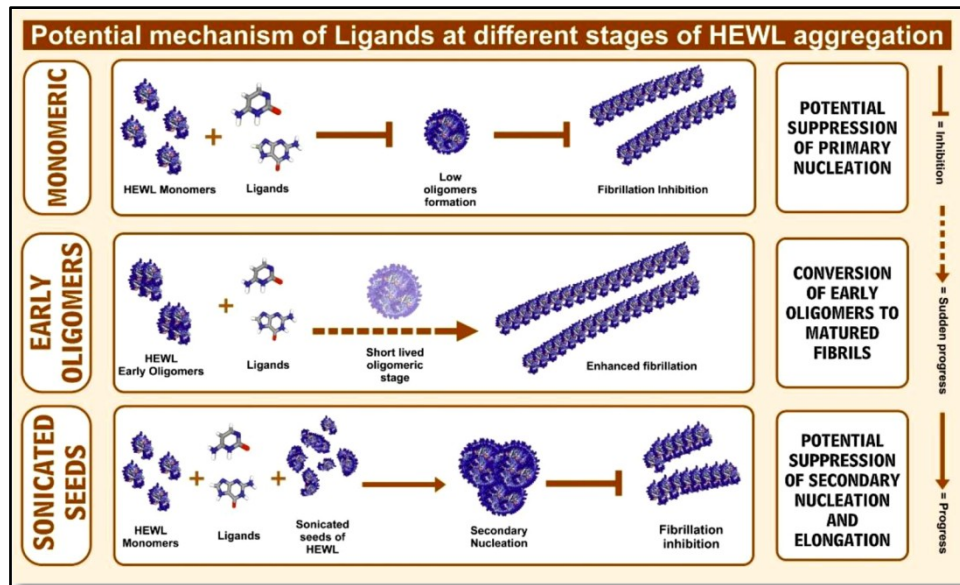 Potential mechanism of Ligands at different stages of HEWL aggregation
MONOMERIC
HEWL Monomers
+
Ligands
Low
oligomers
formation
Fibrillation Inhibition
POTENTIAL
SUPPRESSION
OF PRIMARY
NUCLEATION
= Inhibition
EARLY
OLIGOMERS
HEWL
Early Oligomers
+
Ligands
Short lived
oligomeric
stage
Enhanced fibrillation
CONVERSION
OF EARLY
OLIGOMERS TO
MATURED
FIBRILS
= Sudden progress
SONICATED
SEEDS
HEWL
Monomers
+
Ligands
+
Sonicated
seeds of
HEWL
Secondary
Nucleation
Fibrillation
inhibition
POTENTIAL
SUPPRESSION
OF SECONDARY
NUCLEATION
AND
ELONGATION
= Progress